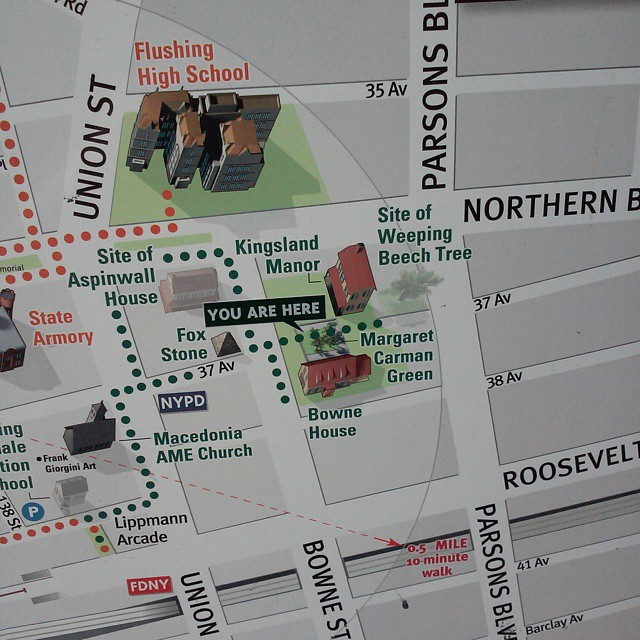 Rd
Flushing
High School
UNION ST
35 Av
PARSONS BL
NORTHERN B
Site of
Weeping
Beech Tree
Kingsland
Manor
Site of
Aspinwall
House
morial
State
Armory
YOU ARE HERE
37 Av
Fox
Stone
37 Av
Margaret
Carman
Green
38 Av
NYPD
Bowne
House
Macedonia
AME Church
ing
ale
tion
hool
Frank
Giorgini Art
P
138 St
Lippmann
Arcade
ROOSEVELT
0.5 MILE
10-minute
walk
FDNY
UNION
BOWNE ST
PARSONS BLV
41 Av
Barclay Av